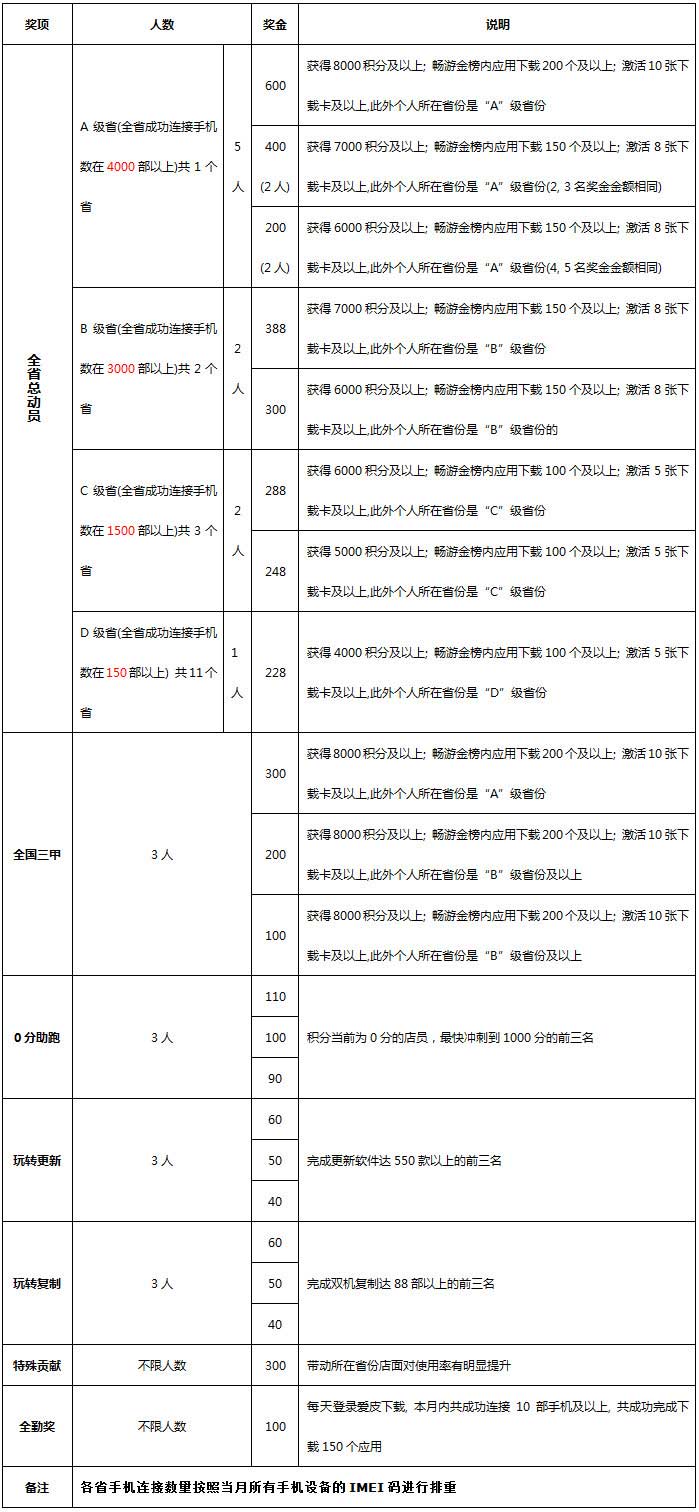 奖项 人数 奖金 说明
全省总动员
A 级省(全省成功连接手机
数在 4000 部以上)共 1 个
省
5
人
600
获得 8000 积分及以上; 畅游金榜内应用下载 200 个及以上; 激活 10 张下
载卡及以上,此外个人所在省份是“A”级省份
400
(2 人)
获得 7000 积分及以上; 畅游金榜内应用下载 150 个及以上; 激活 8 张下
载卡及以上,此外个人所在省份是“A”级省份(2, 3 名奖金金额相同)
200
(2 人)
获得 6000 积分及以上; 畅游金榜内应用下载 150 个及以上; 激活 8 张下
载卡及以上,此外个人所在省份是“A”级省份(4, 5 名奖金金额相同)
B 级省(全省成功连接手机
数在 3000 部以上)共 2 个
省
2
人
388
获得 7000 积分及以上; 畅游金榜内应用下载 150 个及以上; 激活 8 张下
载卡及以上,此外个人所在省份是“B”级省份
300
获得 6000 积分及以上; 畅游金榜内应用下载 150 个及以上; 激活 8 张下
载卡及以上,此外个人所在省份是“B”级省份的
C 级省(全省成功连接手机
数在 1500 部以上)共 3 个
省
2
人
288
获得 6000 积分及以上; 畅游金榜内应用下载 100 个及以上; 激活 5 张下
载卡及以上,此外个人所在省份是“C”级省份
248
获得 5000 积分及以上; 畅游金榜内应用下载 100 个及以上; 激活 5 张下
载卡及以上,此外个人所在省份是“C”级省份
D 级省(全省成功连接手机
数在 150 部以上) 共 11 个
省
1
人
228
获得 4000 积分及以上; 畅游金榜内应用下载 100 个及以上; 激活 5 张下
载卡及以上,此外个人所在省份是“D”级省份
全国三甲
3 人
300
获得 8000 积分及以上; 畅游金榜内应用下载 200 个及以上; 激活 10 张下
载卡及以上,此外个人所在省份是“A”级省份
200
获得 8000 积分及以上; 畅游金榜内应用下载 200 个及以上; 激活 10 张下
载卡及以上,此外个人所在省份是“B”级省份及以上
100
获得 8000 积分及以上; 畅游金榜内应用下载 200 个及以上; 激活 10 张下
载卡及以上,此外个人所在省份是“B”级省份及以上
0 分助跑
3 人
110
100
90
积分当前为 0 分的店员，最快冲刺到 1000 分的前三名
玩转更新
3 人
60
50
40
完成更新软件达 550 款以上的前三名
玩转复制
3 人
60
50
40
完成双机复制达 88 部以上的前三名
特殊贡献 不限人数 300 带动所在省份店面对使用率有明显提升
全勤奖
不限人数
100
每天登录爱皮下载, 本月内共成功连接 10 部手机及以上, 共成功完成下
载 150 个应用
备注 各省手机连接数量按照当月所有手机设备的 IMEI 码进行排重